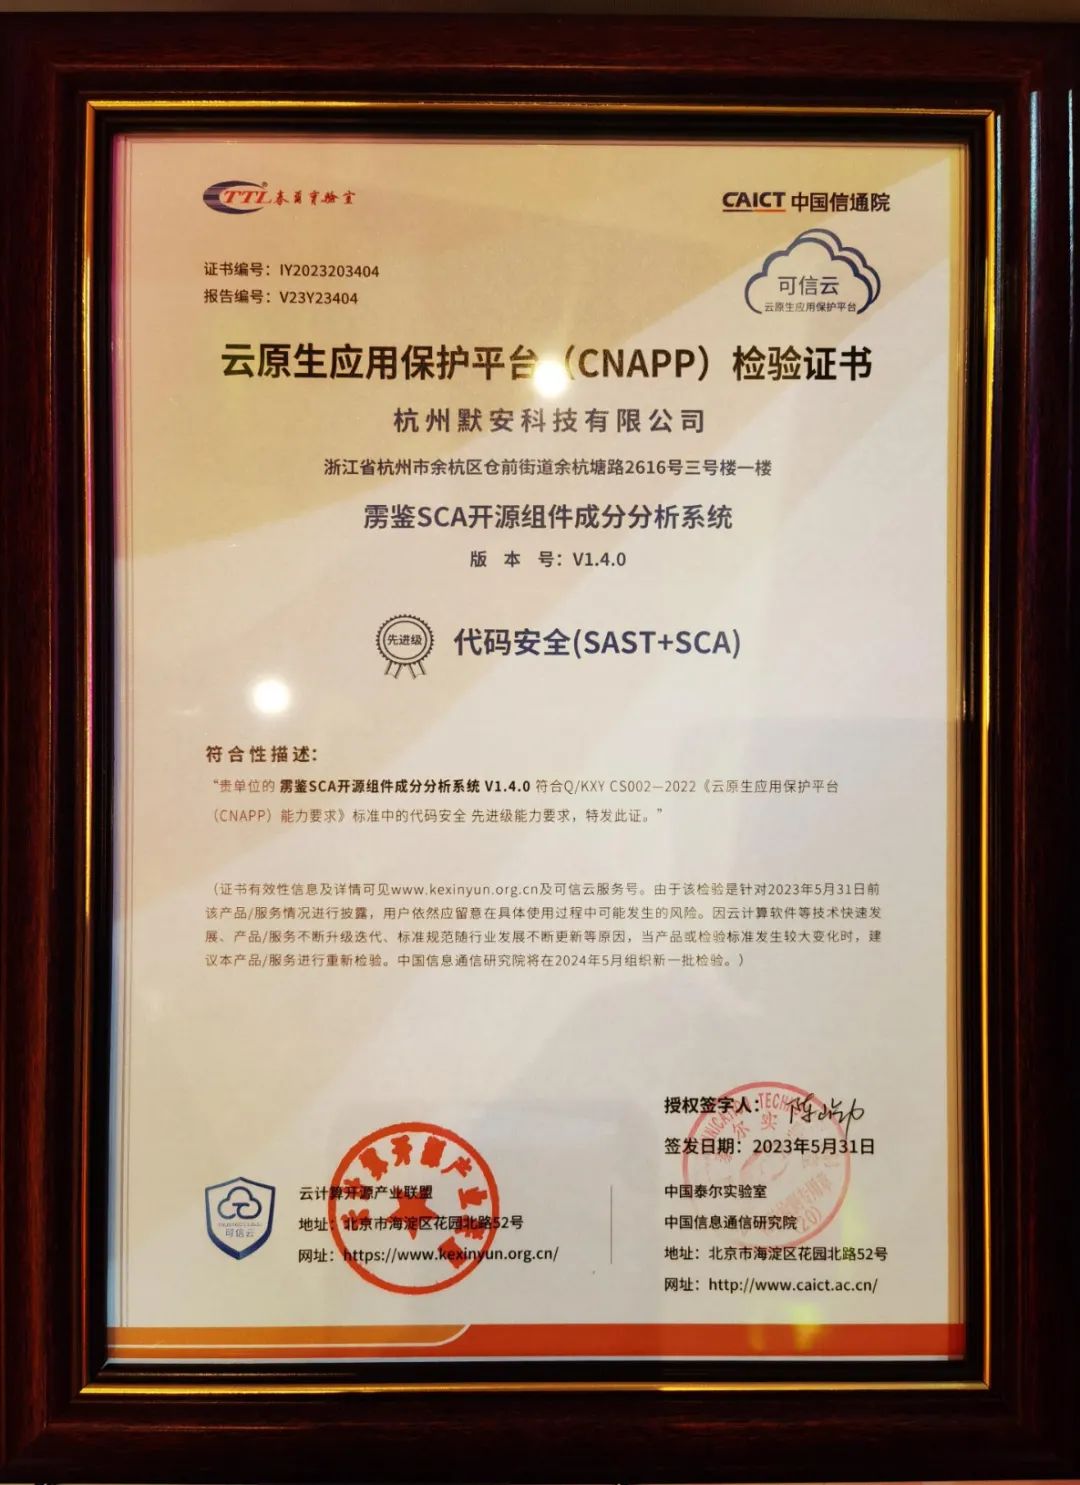 TTL 泰尔实验室
CAICT 中国信通院
证书编号：IY2023203404
报告编号：V23Y23404
可信云
云原生应用保护平台
云原生应用保护平台（CNAPP）检验证书
杭州默安科技有限公司
浙江省杭州市余杭区仓前街道余杭塘路2616号三号楼一楼
雳鉴SCA开源组件成分分析系统
版 本 号：V1.4.0
先进级
代码安全(SAST+SCA)
符合性描述：
“贵单位的 雳鉴SCA开源组件成分分析系统 V1.4.0 符合Q/KXY CS002—2022《云原生应用保护平台
（CNAPP）能力要求》标准中的代码安全 先进级能力要求，特发此证。”
（证书有效性信息及详情可见www.kexinyun.org.cn及可信云服务号。由于该检验是针对2023年5月31日前
该产品/服务情况进行披露，用户依然应留意在具体使用过程中可能发生的风险。因云计算软件等技术快速发
展、产品/服务不断升级迭代、标准规范随行业发展不断更新等原因，当产品或检验标准发生较大变化时，建
议本产品/服务进行重新检验。中国信息通信研究院将在2024年5月组织新一批检验。）
授权签字人：
签发日期：2023年5月31日
可信云
云计算开源产业联盟
地址：北京市海淀区花园北路52号
网址：https://www.kexinyun.org.cn/
云计算开源产业联盟
中国泰尔实验室
中国信息通信研究院
地址：北京市海淀区花园北路52号
网址：http://www.caict.ac.cn/